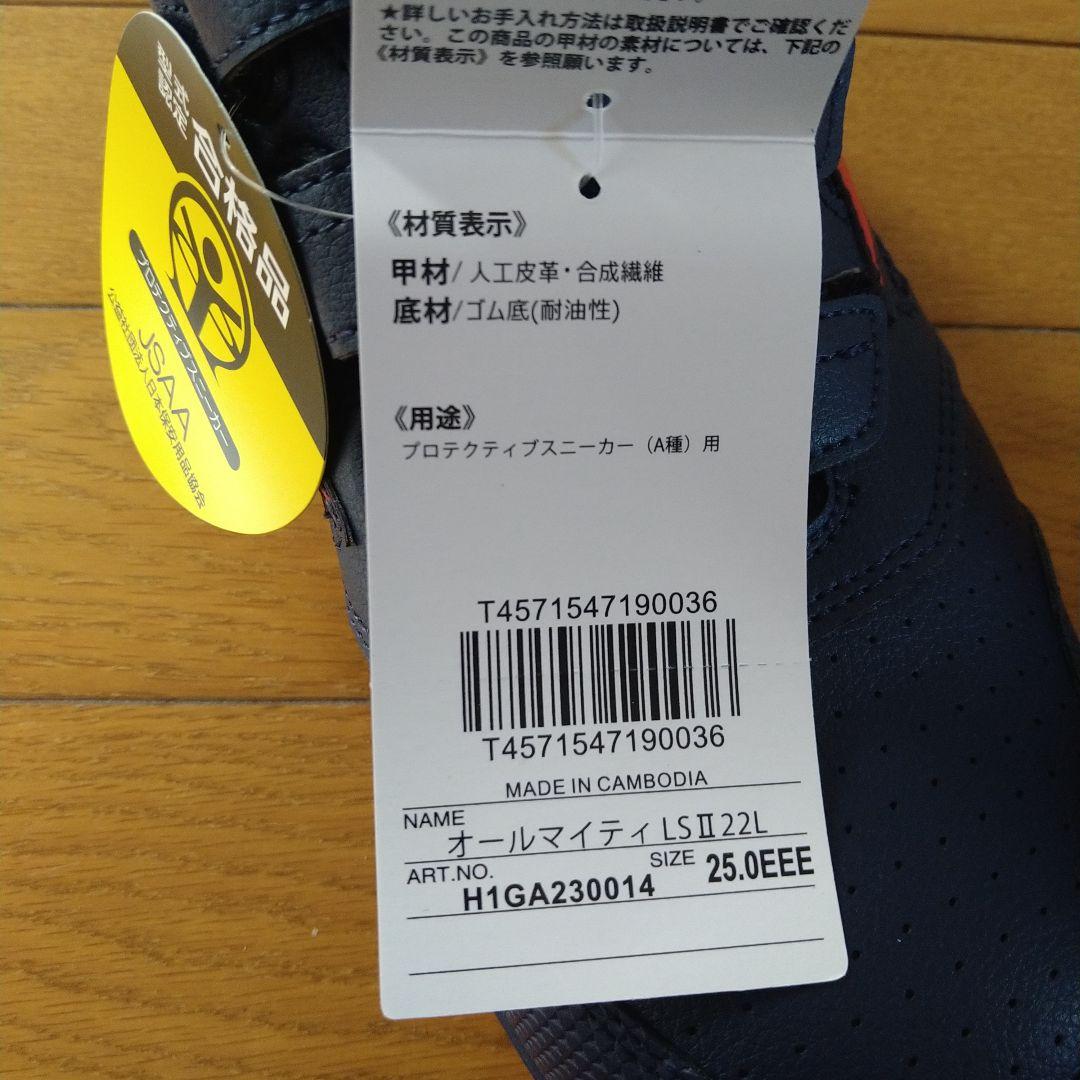 ★詳しいお手入れ方法は取扱説明書でご確認くだ
さい。この商品の甲材の素材については、下記の
《材質表示》を参照願います。
型式
認定
合格品
プロテクティブスニーカー
JSAA
公益社団法人日本保安用品協会
《材質表示》
甲材/人工皮革・合成繊維
底材/ゴム底(耐油性)
《用途》
プロテクティブスニーカー（A種）用
T4571547190036
T4571547190036
MADE IN CAMBODIA
NAME
オールマイティ LSⅡ22L
ART.NO.
H1GA230014
SIZE 25.0EEE